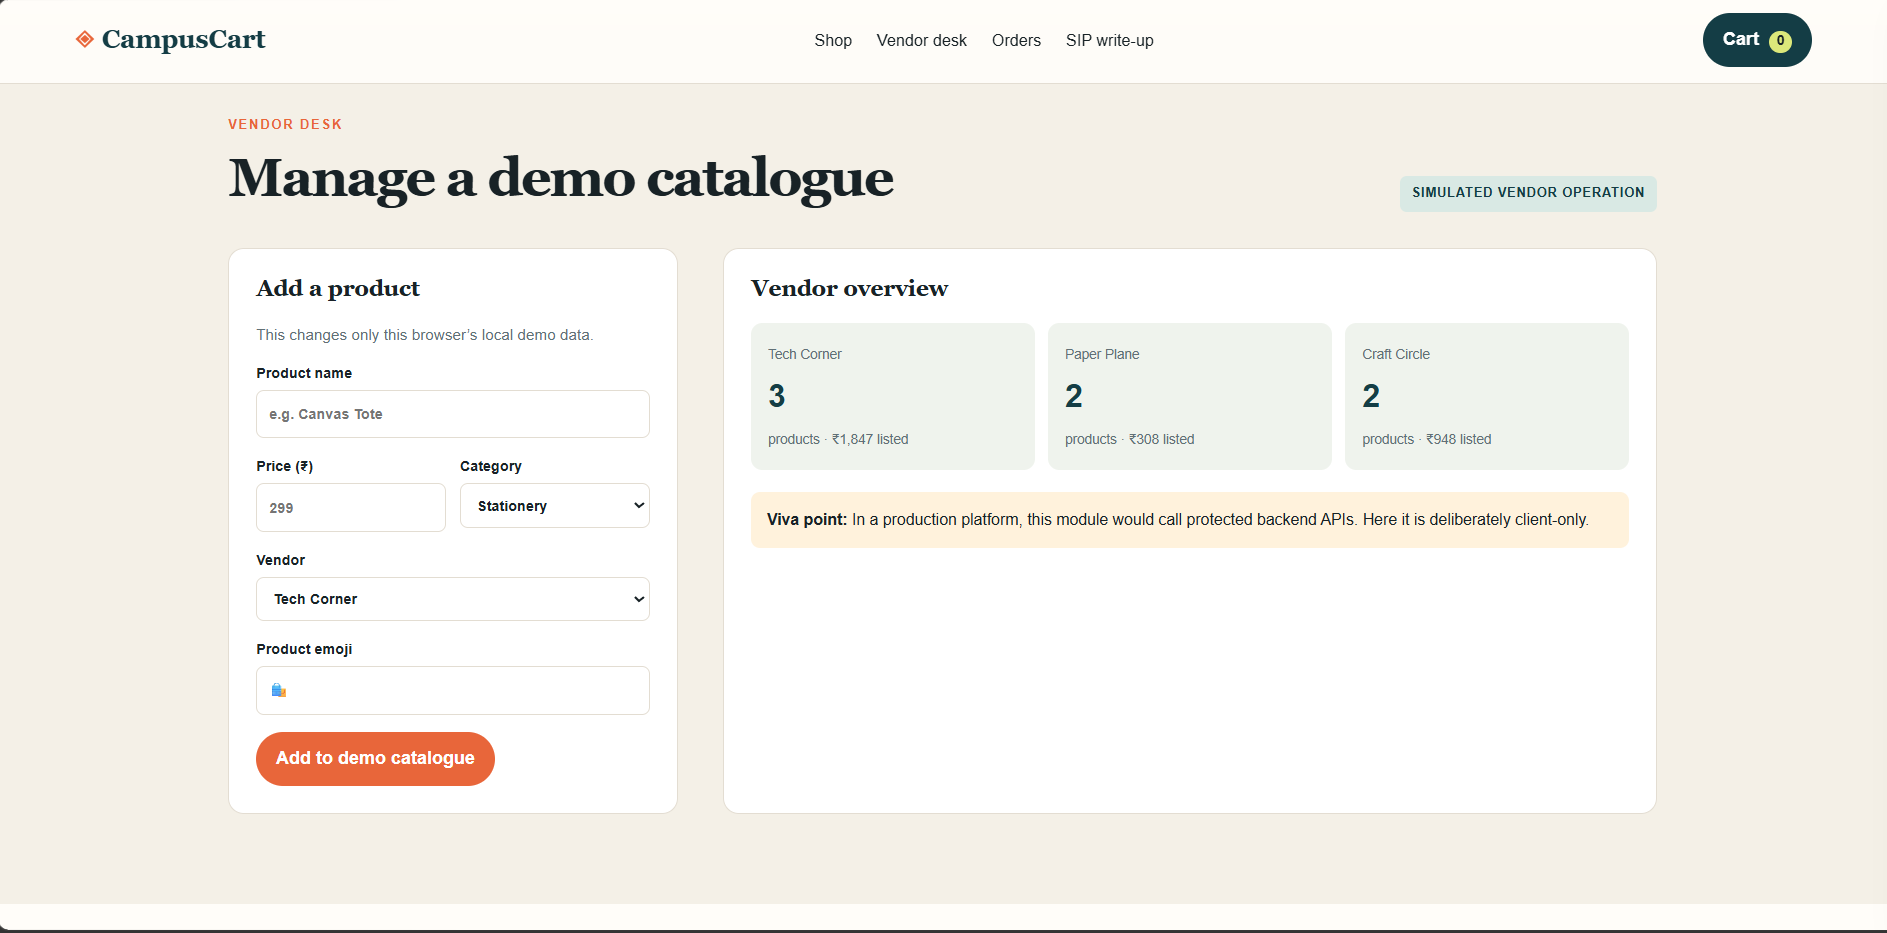 CampusCart
Shop
Vendor desk
Orders
SIP write-up
Cart 0
VENDOR DESK
Manage a demo catalogue
SIMULATED VENDOR OPERATION
Add a product
This changes only this browser’s local demo data.
Product name
e.g. Canvas Tote
Price (₹)
Category
299
Stationery
Vendor
Tech Corner
Product emoji
Add to demo catalogue
Vendor overview
Tech Corner
3
products · ₹1,847 listed
Paper Plane
2
products · ₹308 listed
Craft Circle
2
products · ₹948 listed
Viva point: In a production platform, this module would call protected backend APIs. Here it is deliberately client-only.